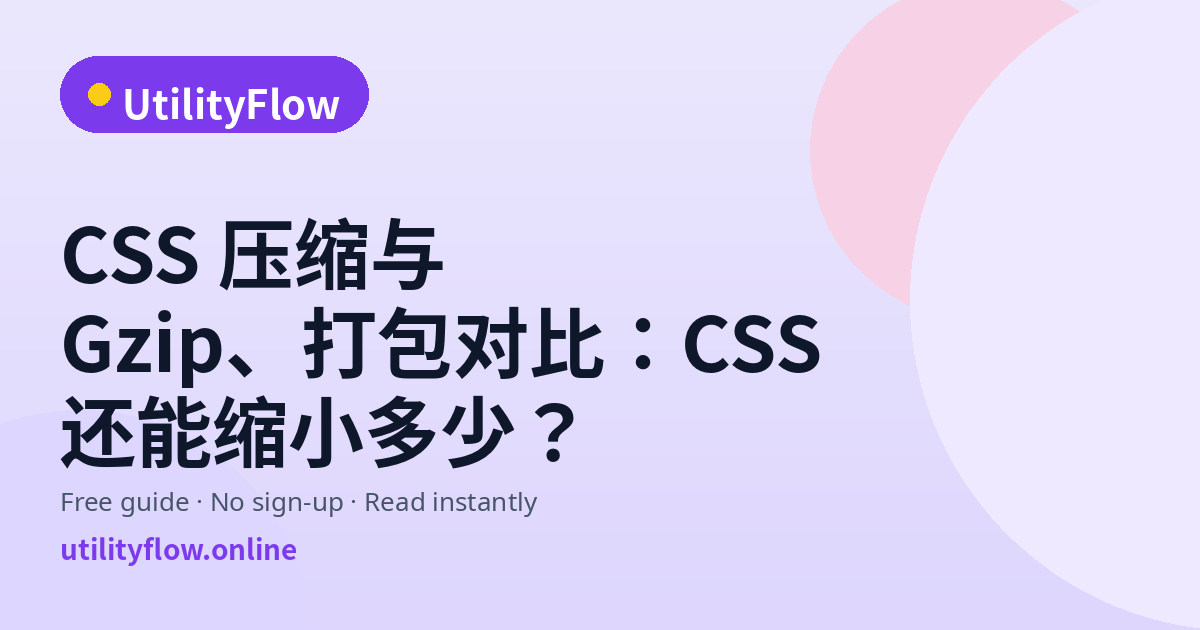 UtilityFlow
CSS 压缩与
Gzip、打包对比：CSS
还能缩小多少？
Free guide · No sign-up · Read instantly
utilityflow.online